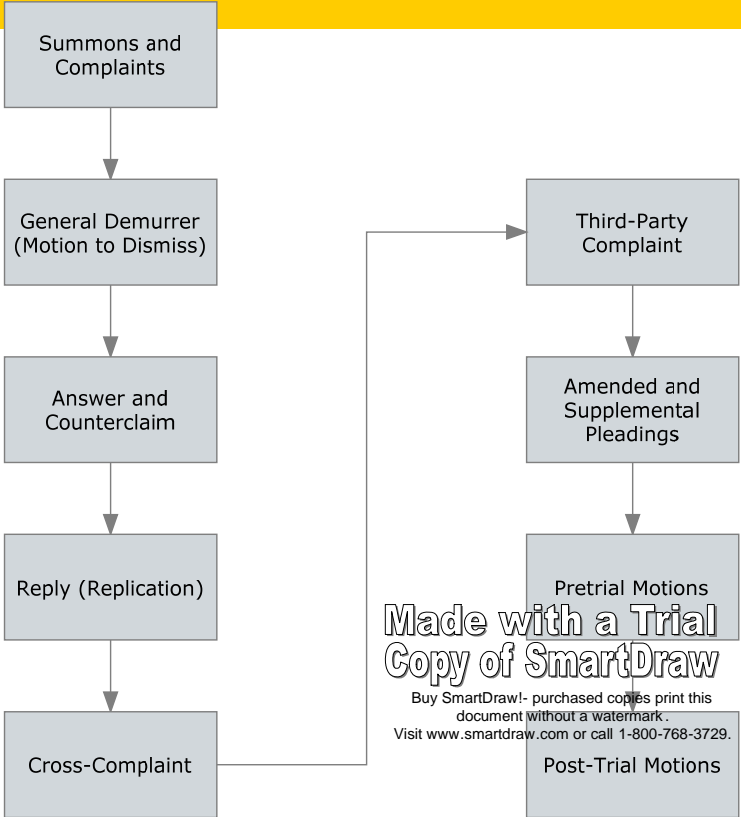 Summons and
Complaints
General Demurrer
(Motion to Dismiss)
Answer and
Counterclaim
Reply (Replication)
Cross-Complaint
Third-Party
Complaint
Amended and
Supplemental
Pleadings
Pretrial Motions
Made with a Trial
Copy of SmartDraw
Buy SmartDraw!- purchased copies print this
document without a watermark.
Visit www.smartdraw.com or call 1-800-768-3729.
Post-Trial Motions